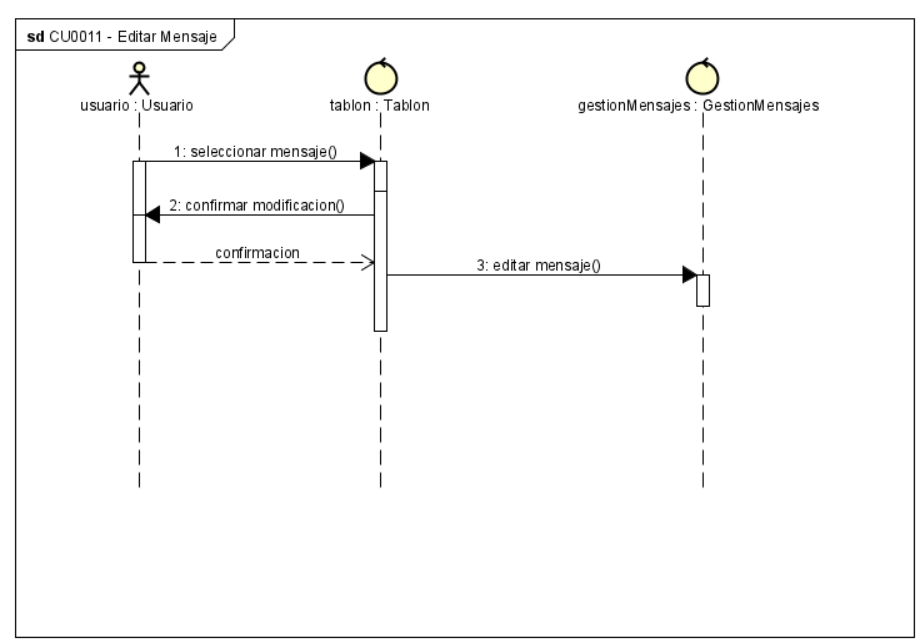 sd CU0011 - Editar Mensaje
usuario : Usuario
tablon : Tablon
gestionMensajes : GestionMensajes
1: seleccionar mensaje()
2: confirmar modificacion()
confirmacion
3: editar mensaje()